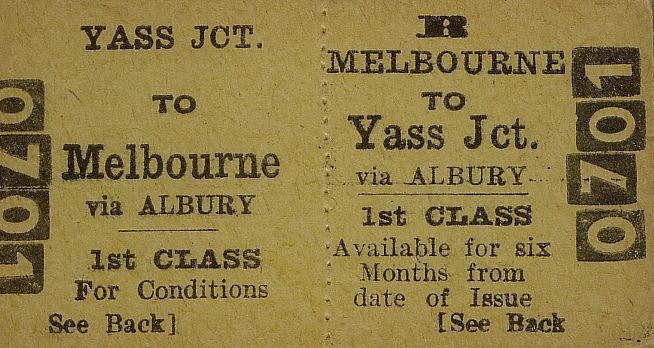 0701
YASS JCT.
TO
Melbourne
via ALBURY
1st CLASS
For Conditions
See Back]
R
MELBOURNE
TO
Yass Jct.
via ALBURY
1st CLASS
Available for six
Months from
date of Issue
[See Back
0701